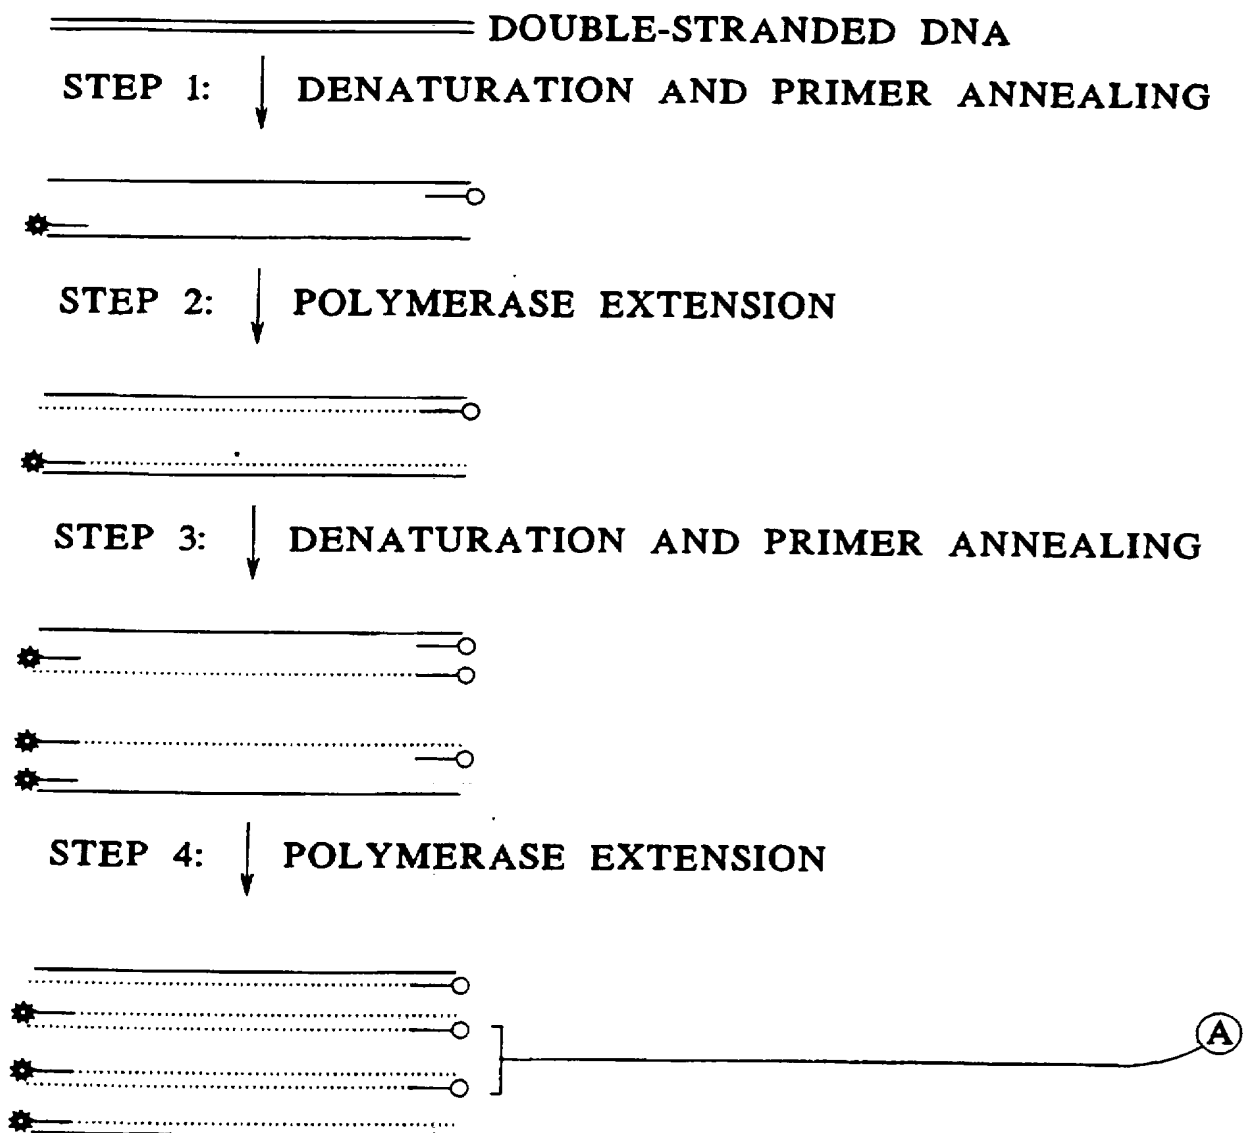 DOUBLE-STRANDED DNA
STEP 1: DENATURATION AND PRIMER ANNEALING
STEP 2: POLYMERASE EXTENSION
STEP 3: DENATURATION AND PRIMER ANNEALING
STEP 4: POLYMERASE EXTENSION
A